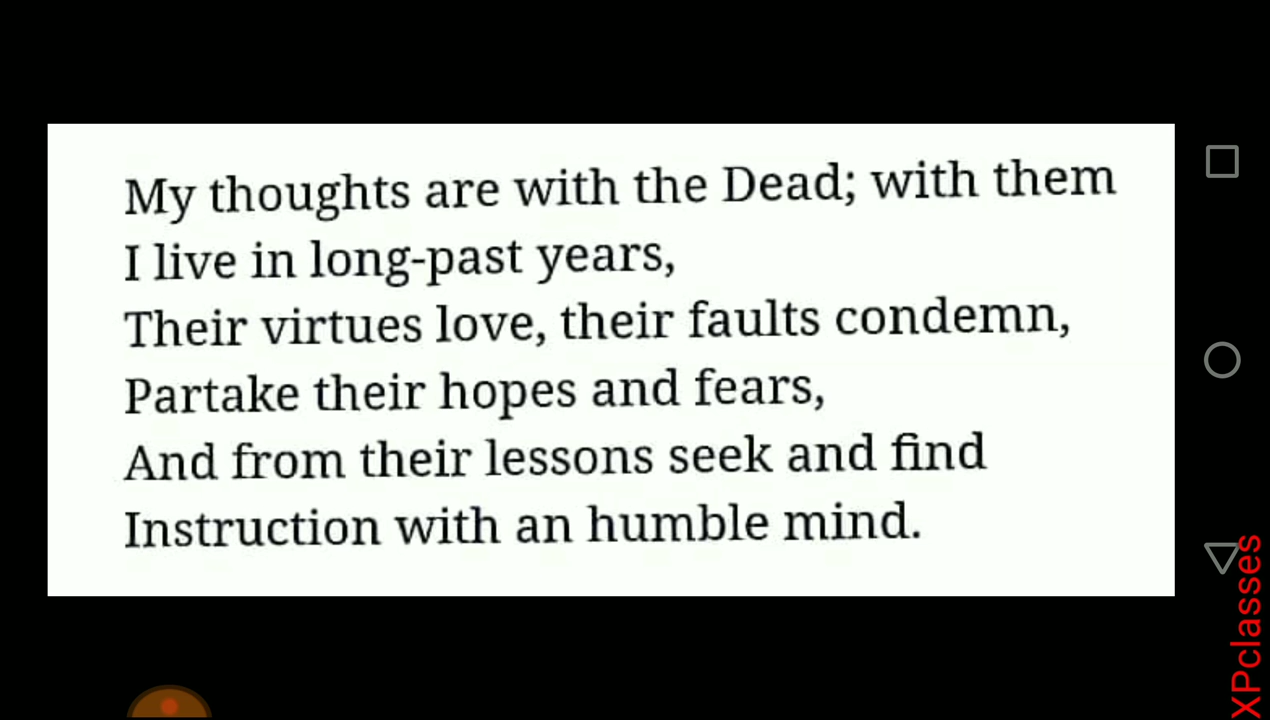 My thoughts are with the Dead; with them
I live in long-past years,
Their virtues love, their faults condemn,
Partake their hopes and fears,
And from their lessons seek and find
Instruction with an humble mind.
XPclasses